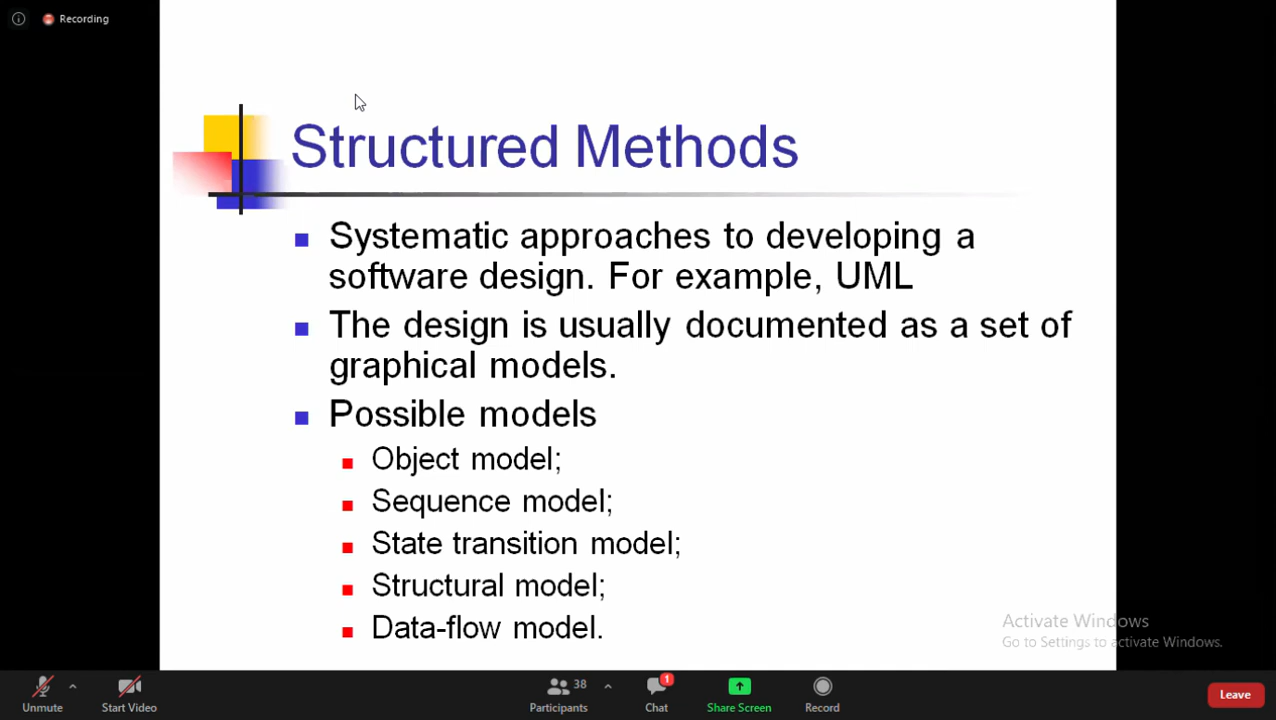 Recording
Structured Methods
Systematic approaches to developing a
software design. For example, UML
The design is usually documented as a set of
graphical models.
Possible models
Object model;
Sequence model;
State transition model;
Structural model;
Data-flow model.
Activate Windows
Go to Settings to activate Windows.
Unmute
Start Video
38
Participants
1
Chat
Share Screen
Record
Leave